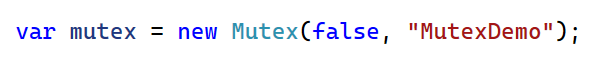 var mutex = new Mutex(false, "MutexDemo");